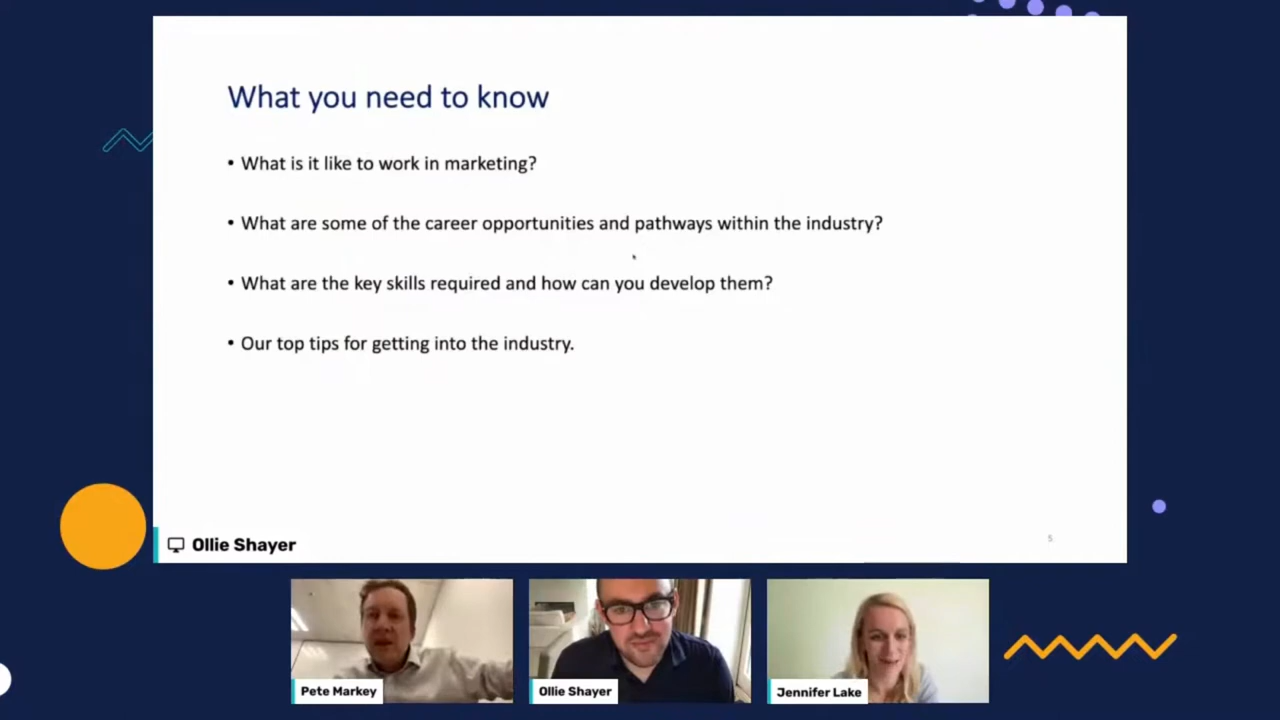 What you need to know
• What is it like to work in marketing?
• What are some of the career opportunities and pathways within the industry?
• What are the key skills required and how can you develop them?
• Our top tips for getting into the industry.
5
Ollie Shayer
Pete Markey
Ollie Shayer
Jennifer Lake